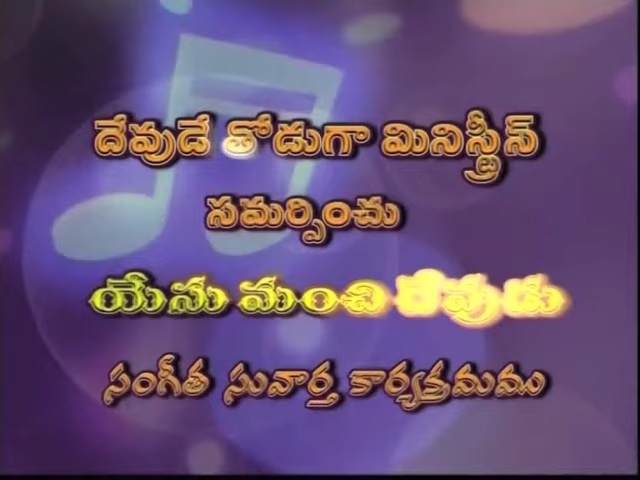 దేవుడే తోడుగా మినిస్ట్రీస్
సమర్పించు
యేసు మంచి దేవుడు
సంగీత సువార్త కార్యక్రమము